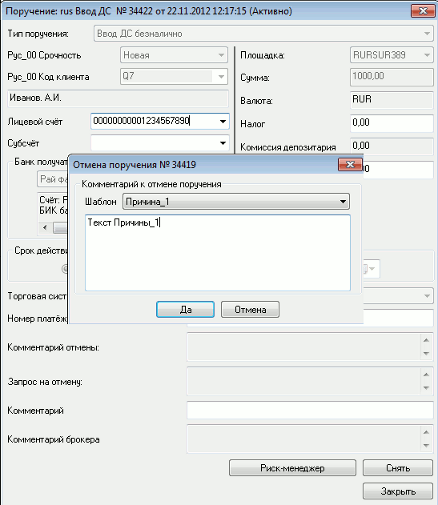 Поручение: rus Ввод ДС № 34422 от 22.11.2012 12:17:15 (Активно)
Тип поручения: Ввод ДС безналично
Рус_00 Срочность Новая Площадка: RURSUR389
Рус_00 Код клиента Q7 Сумма: 1000,00
Иванов. А.И. Валюта: RUR
Лицевой счёт 00000000001234567890 Налог 0,00
Субсчёт Комиссия депозитария 0,00
Отмена поручения № 34419
Банк получат
Комментарий к отмене поручения
Рай фа
Шаблон Причина_1
Счёт: F
БИК ба
Текст Причины_1
Срок действи
Да Отмена
Торговая сист
Номер платёж
Комментарий отмены:
Запрос на отмену:
Комментарий
Комментарий брокера
Риск-менеджер Снять
Закрыть